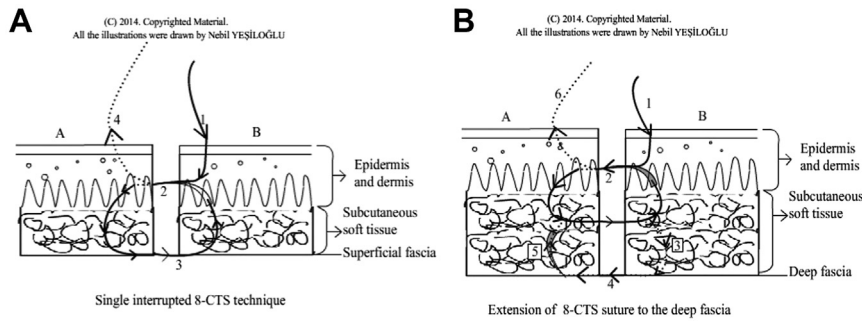 A
(C) 2014. Copyrighted Material.
All the illustrations were drawn by Nebil YEŞİLOĞLU
4
1
A
B
2
3
Epidermis
and dermis
Subcutaneous
soft tissue
Superficial fascia
Single interrupted 8-CTS technique
B
(C) 2014. Copyrighted Material.
All the illustrations were drawn by Nebil YEŞİLOĞLU
6
1
A
B
2
3
5
4
Epidermis
and dermis
Subcutaneous
soft tissue
Deep fascia
Extension of 8-CTS suture to the deep fascia